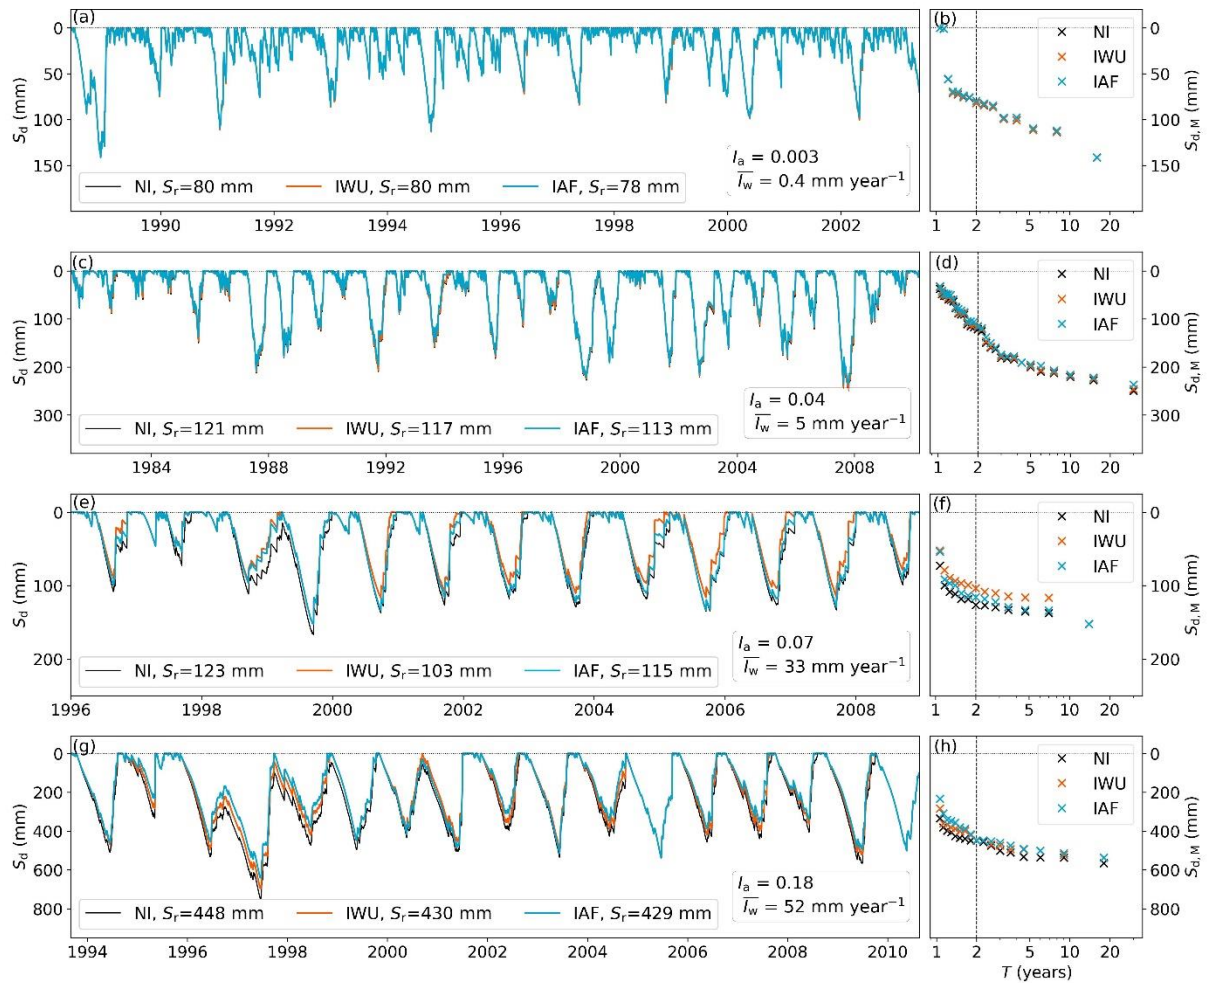 (a)
0
50
100
150
S_d (mm)
NI, S_r=80 mm
IWU, S_r=80 mm
IAF, S_r=78 mm
I_a = 0.003
I̅_w̅ = 0.4 mm year⁻¹
1990 1992 1994 1996 1998 2000 2002
(b)
NI
IWU
IAF
0
50
100
150
S_d,M (mm)
1 2 5 10 20
(c)
0
100
200
300
S_d (mm)
NI, S_r=121 mm
IWU, S_r=117 mm
IAF, S_r=113 mm
I_a = 0.04
I̅_w̅ = 5 mm year⁻¹
1984 1988 1992 1996 2000 2004 2008
(d)
NI
IWU
IAF
0
100
200
300
S_d,M (mm)
1 2 5 10 20
(e)
0
100
200
S_d (mm)
NI, S_r=123 mm
IWU, S_r=103 mm
IAF, S_r=115 mm
I_a = 0.07
I̅_w̅ = 33 mm year⁻¹
1996 1998 2000 2002 2004 2006 2008
(f)
NI
IWU
IAF
0
100
200
S_d,M (mm)
1 2 5 10 20
(g)
0
200
400
600
800
S_d (mm)
NI, S_r=448 mm
IWU, S_r=430 mm
IAF, S_r=429 mm
I_a = 0.18
I̅_w̅ = 52 mm year⁻¹
1994 1996 1998 2000 2002 2004 2006 2008 2010
(h)
NI
IWU
IAF
0
200
400
600
800
S_d,M (mm)
1 2 5 10 20
T (years)